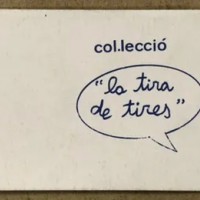 col.lecció
"la tira
de tires"